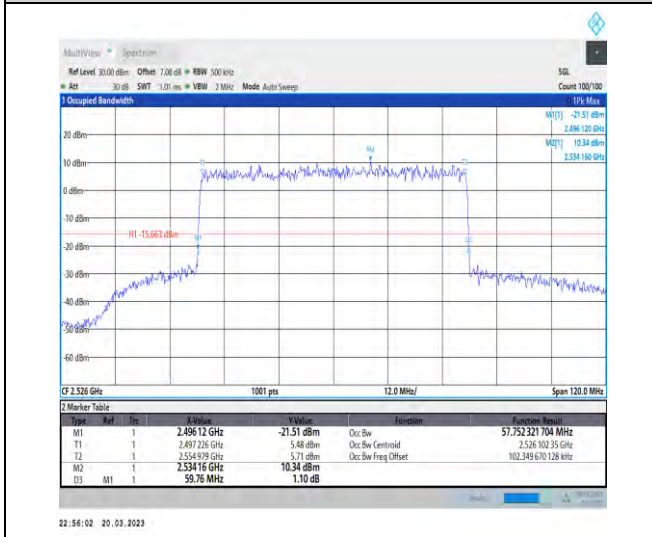 MultiView Spectrum
Ref Level 30.00 dBm Offset 7.08 dB RBW 500 kHz SGL
Att 30 dB SWT 1.01 ms VBW 2 MHz Mode Auto Sweep Count 100/100
1 Occupied Bandwidth 1Pk Max
M1[1] -21.51 dBm
2.496 120 GHz
M2[1] 10.34 dBm
2.534 160 GHz
20 dBm
M2
10 dBm
T1 T2
0 dBm
-10 dBm
H1 -15.663 dBm
M1
-20 dBm
-30 dBm
-40 dBm
-50 dBm
-60 dBm
CF 2.526 GHz 1001 pts 12.0 MHz/ Span 120.0 MHz
2 Marker Table
Type Ref Trc X-Value Y-Value Function Function Result
M1 1 2.496 12 GHz -21.51 dBm Occ Bw 57.752 321 704 MHz
T1 1 2.497 226 GHz 5.48 dBm Occ Bw Centroid 2.526 102 35 GHz
T2 1 2.554 979 GHz 5.71 dBm Occ Bw Freq Offset 102.349 670 128 kHz
M2 1 2.534 16 GHz 10.34 dBm
D3 M1 1 59.76 MHz 1.10 dB
22:56:02 20.03.2023